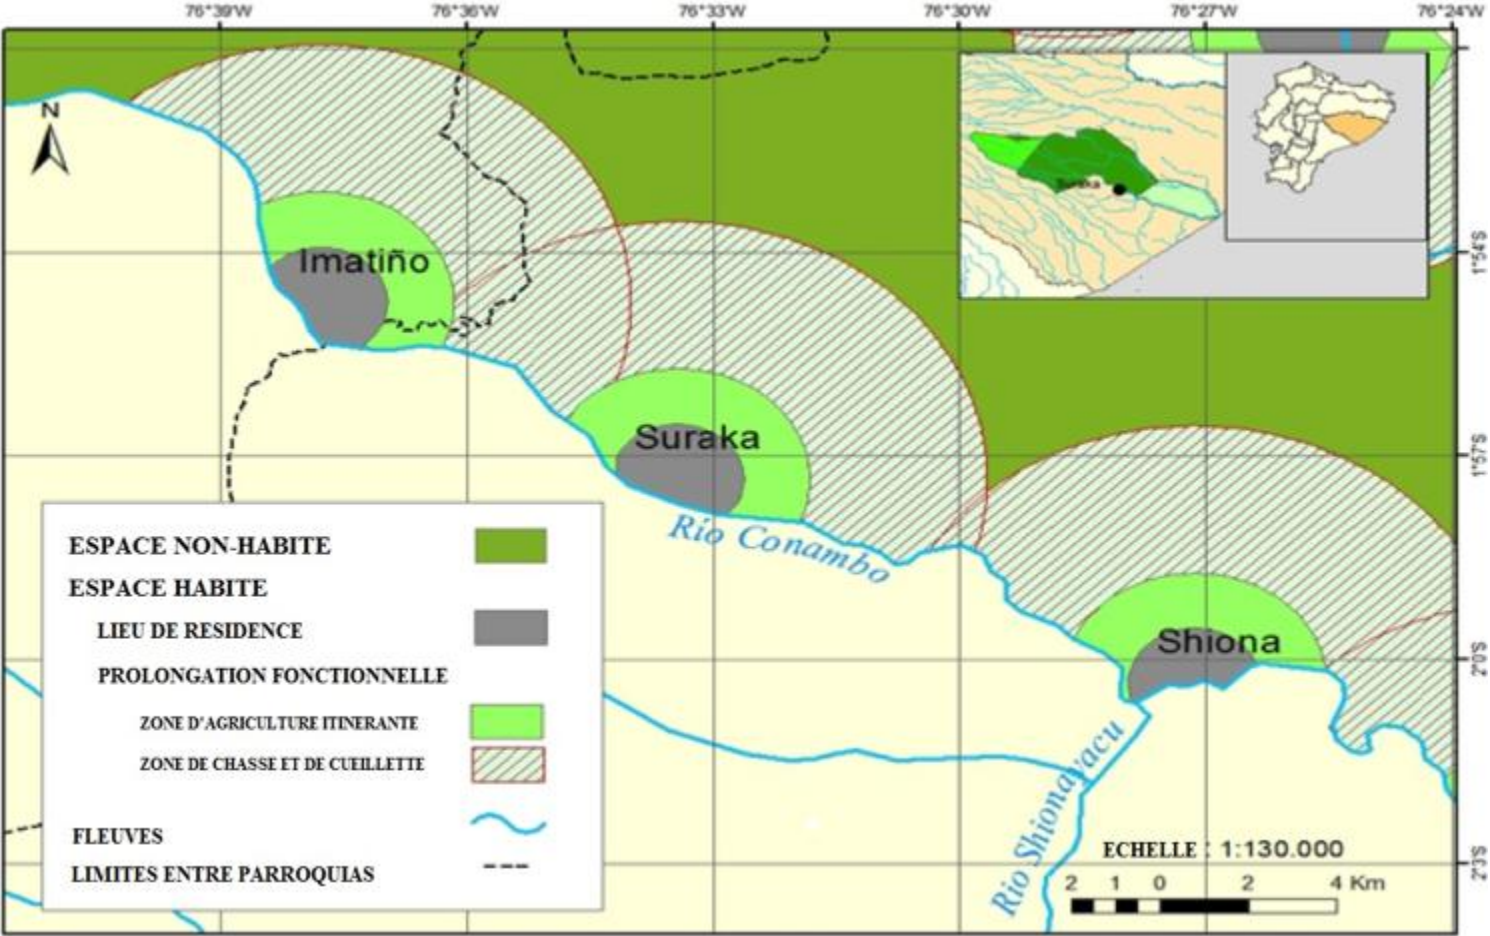 76°39'W 76°36'W 76°33'W 76°30'W 76°27'W 76°24'W
N
1°54'S
Imatiño
Suraka
Suraka
1°57'S
Río Conambo
Shiona
2°0'S
Río Shionayacu
2°3'S
ESPACE NON-HABITE
ESPACE HABITE
LIEU DE RESIDENCE
PROLONGATION FONCTIONNELLE
ZONE D'AGRICULTURE ITINERANTE
ZONE DE CHASSE ET DE CUEILLETTE
FLEUVES
LIMITES ENTRE PARROQUIAS
ECHELLE : 1:130.000
2 1 0 2 4 Km